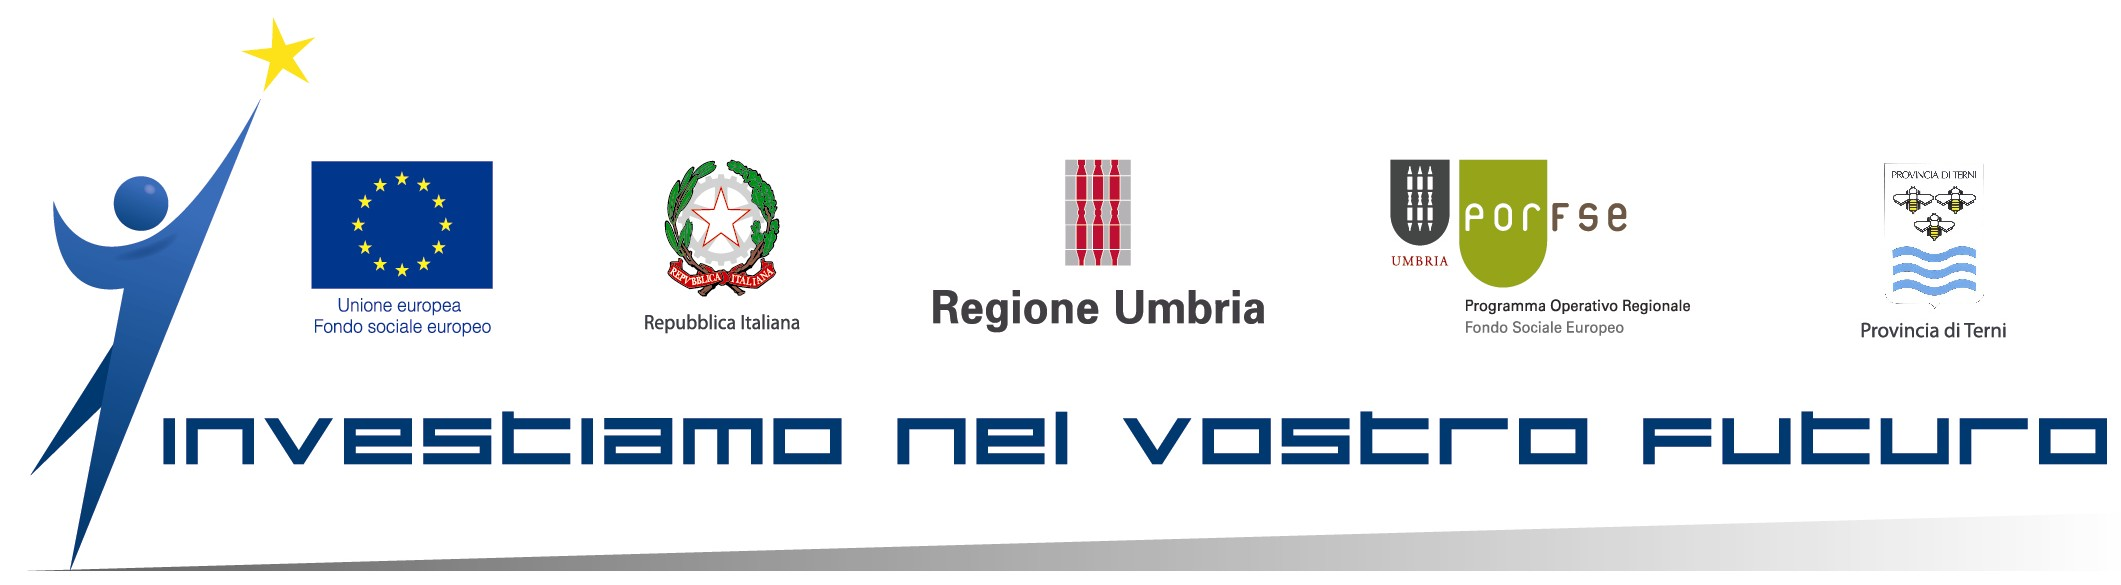 Unione europea
Fondo sociale europeo
REPVBBLICA ITALIANA
Repubblica Italiana
Regione Umbria
UMBRIA
porFse
Programma Operativo Regionale
Fondo Sociale Europeo
PROVINCIA DI TERNI
Provincia di Terni
investiamo nel vostro futuro